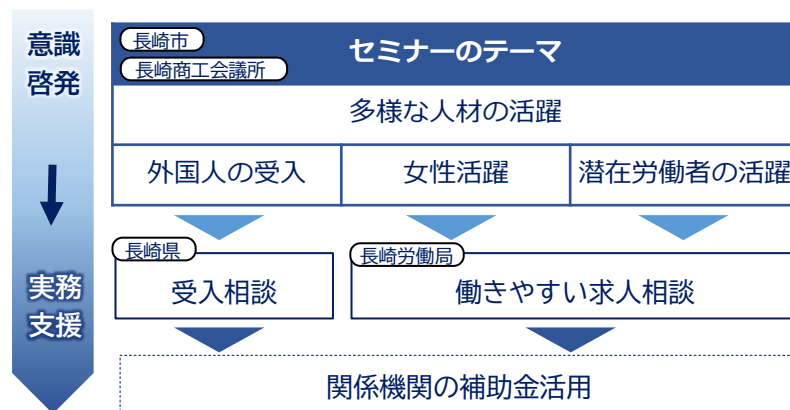 意識
啓発
長崎市
長崎商工会議所
セミナーのテーマ
多様な人材の活躍
外国人の受入
女性活躍
潜在労働者の活躍
長崎県
長崎労働局
実務
支援
受入相談
働きやすい求人相談
関係機関の補助金活用